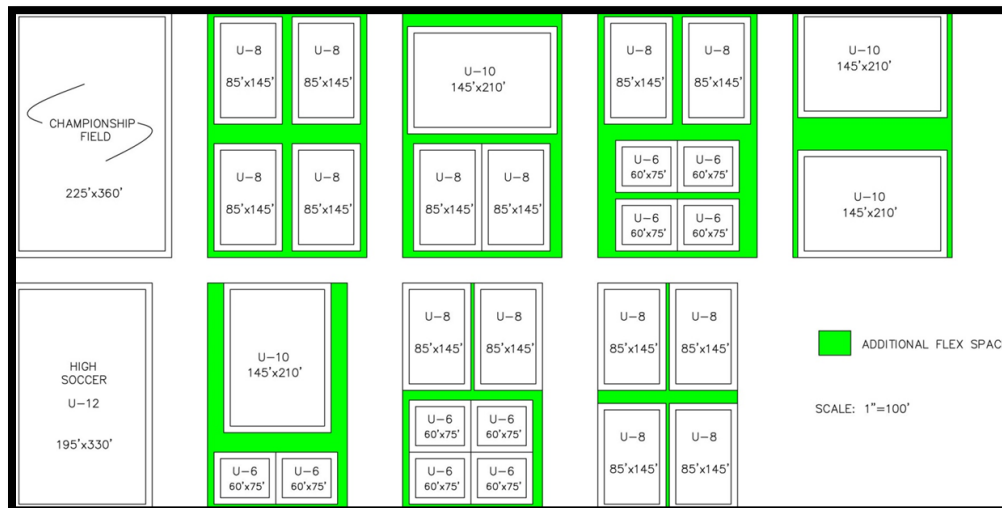 CHAMPIONSHIP
FIELD
225'x360'
U-8
85'x145'
U-8
85'x145'
U-8
85'x145'
U-8
85'x145'
U-10
145'x210'
U-8
85'x145'
U-8
85'x145'
U-8
85'x145'
U-8
85'x145'
U-6
60'x75'
U-6
60'x75'
U-6
60'x75'
U-6
60'x75'
U-10
145'x210'
U-10
145'x210'
HIGH
SOCCER
U-12
195'x330'
U-10
145'x210'
U-6
60'x75'
U-6
60'x75'
U-8
85'x145'
U-8
85'x145'
U-6
60'x75'
U-6
60'x75'
U-6
60'x75'
U-6
60'x75'
U-8
85'x145'
U-8
85'x145'
U-8
85'x145'
U-8
85'x145'
ADDITIONAL FLEX SPAC
SCALE: 1"=100'